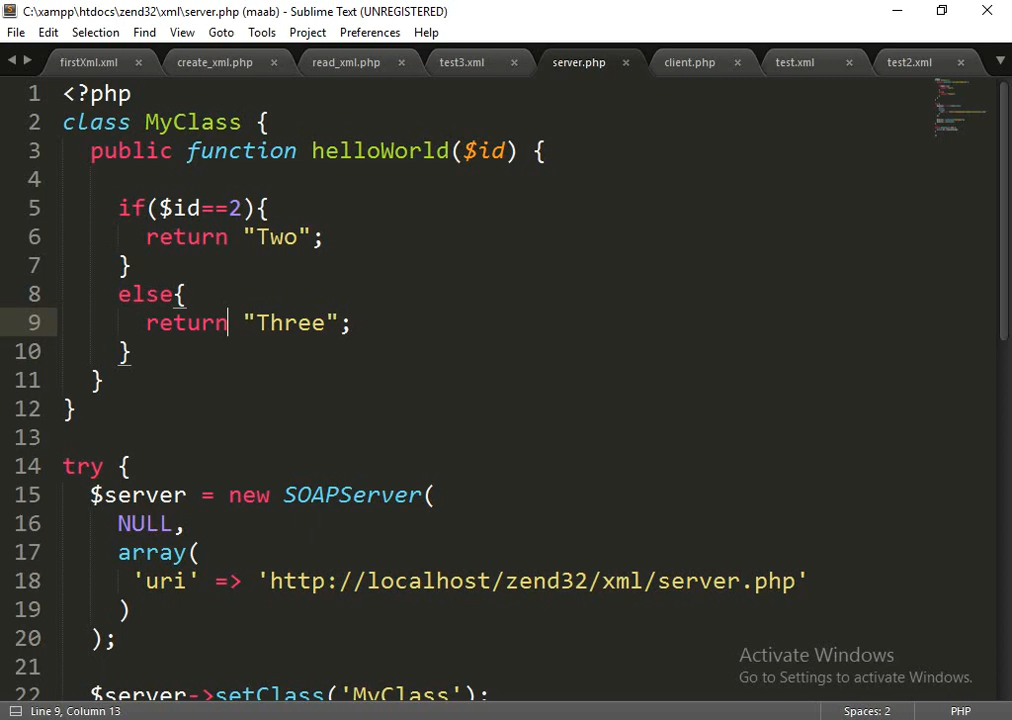 C:\xampp\htdocs\zend32\xml\server.php (maab) - Sublime Text (UNREGISTERED)
File Edit Selection Find View Goto Tools Project Preferences Help
firstXml.xml create_xml.php read_xml.php test3.xml server.php client.php test.xml test2.xml
1 <?php
2 class MyClass {
3 public function helloWorld($id) {
4
5 if($id==2){
6 return "Two";
7 }
8 else{
9 return "Three";
10 }
11 }
12 }
13
14 try {
15 $server = new SOAPServer(
16 NULL,
17 array(
18 'uri' => 'http://localhost/zend32/xml/server.php'
19 )
20 );
21
22 $server->setClass('MyClass');
Activate Windows
Go to Settings to activate Windows.
Line 9, Column 13 Spaces: 2 PHP